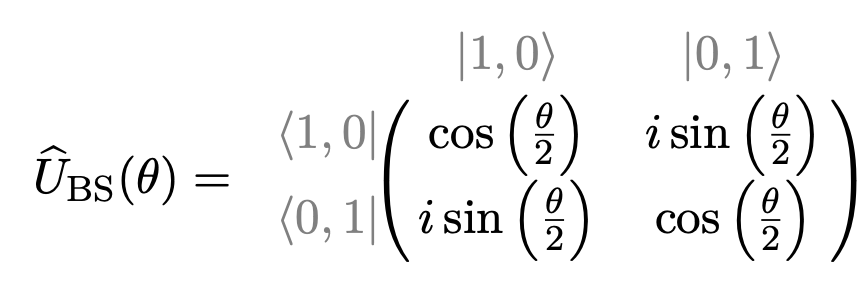 |1, 0⟩ |0, 1⟩
⟨1, 0| cos(θ/2) i sin(θ/2)
Û_BS(θ) =
⟨0, 1| i sin(θ/2) cos(θ/2)